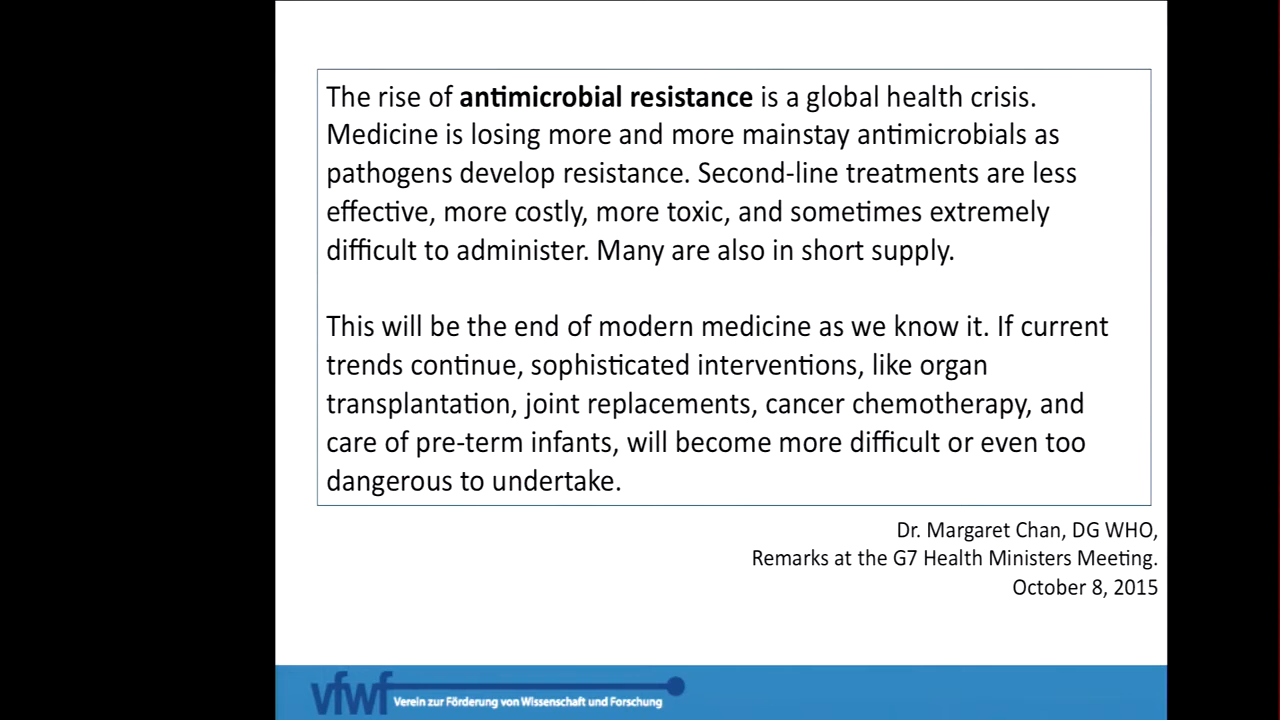 The rise of antimicrobial resistance is a global health crisis.
Medicine is losing more and more mainstay antimicrobials as
pathogens develop resistance. Second-line treatments are less
effective, more costly, more toxic, and sometimes extremely
difficult to administer. Many are also in short supply.
This will be the end of modern medicine as we know it. If current
trends continue, sophisticated interventions, like organ
transplantation, joint replacements, cancer chemotherapy, and
care of pre-term infants, will become more difficult or even too
dangerous to undertake.
Dr. Margaret Chan, DG WHO,
Remarks at the G7 Health Ministers Meeting.
October 8, 2015
vfwf
Verein zur Förderung von Wissenschaft und Forschung